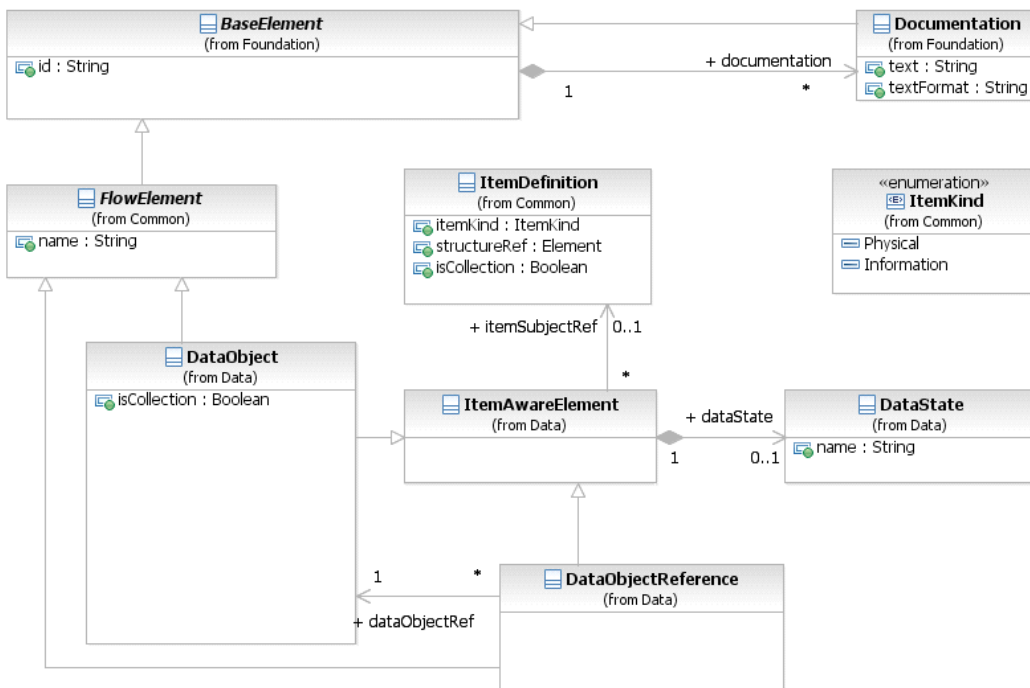 BaseElement
(from Foundation)
id : String
Documentation
(from Foundation)
text : String
textFormat : String
+ documentation
1
*
FlowElement
(from Common)
name : String
ItemDefinition
(from Common)
itemKind : ItemKind
structureRef : Element
isCollection : Boolean
«enumeration»
ItemKind
(from Common)
Physical
Information
+ itemSubjectRef 0..1
*
DataObject
(from Data)
isCollection : Boolean
ItemAwareElement
(from Data)
+ dataState
1
0..1
DataState
(from Data)
name : String
1
*
+ dataObjectRef
DataObjectReference
(from Data)